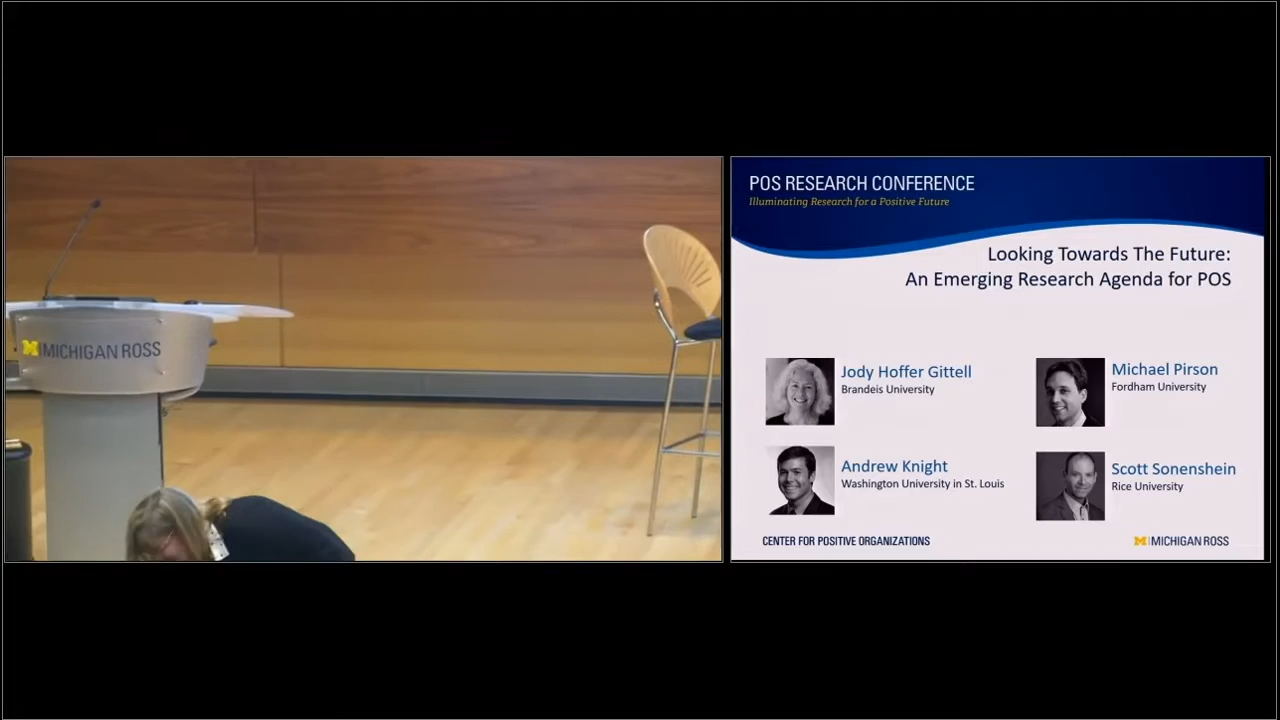 MICHIGAN ROSS
POS RESEARCH CONFERENCE
Illuminating Research for a Positive Future
Looking Towards The Future:
An Emerging Research Agenda for POS
Jody Hoffer Gittell
Brandeis University
Michael Pirson
Fordham University
Andrew Knight
Washington University in St. Louis
Scott Sonenshein
Rice University
CENTER FOR POSITIVE ORGANIZATIONS
M MICHIGAN ROSS